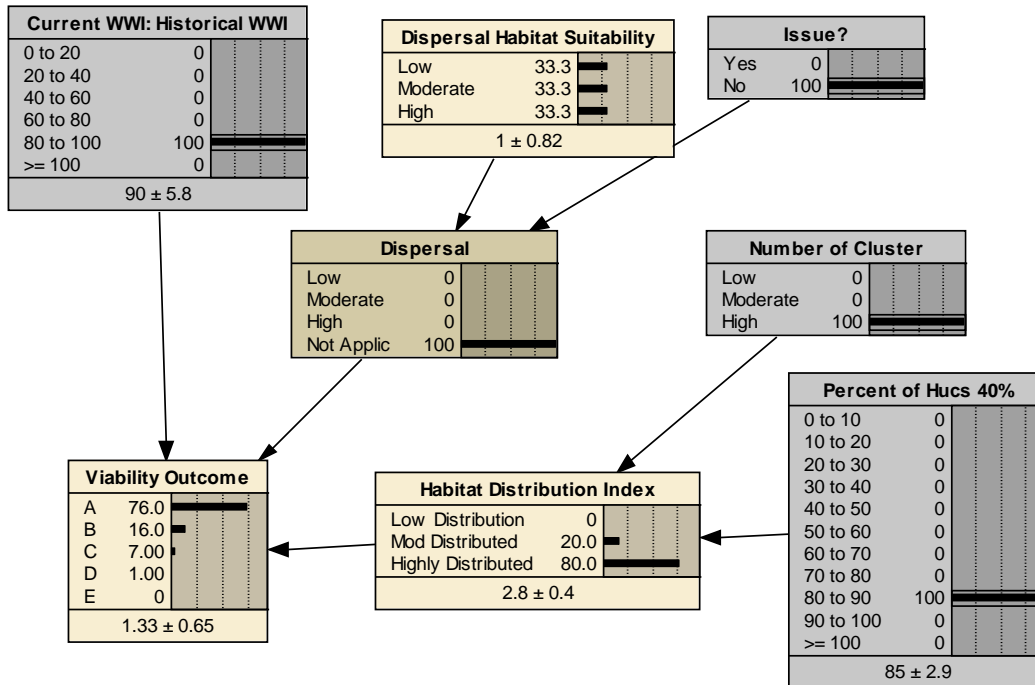 Current WWI: Historical WWI
0 to 20 0
20 to 40 0
40 to 60 0
60 to 80 0
80 to 100 100
>= 100 0
90 ± 5.8
Dispersal Habitat Suitability
Low 33.3
Moderate 33.3
High 33.3
1 ± 0.82
Issue?
Yes 0
No 100
Dispersal
Low 0
Moderate 0
High 0
Not Applic 100
Number of Cluster
Low 0
Moderate 0
High 100
Percent of Hucs 40%
0 to 10 0
10 to 20 0
20 to 30 0
30 to 40 0
40 to 50 0
50 to 60 0
60 to 70 0
70 to 80 0
80 to 90 100
90 to 100 0
>= 100 0
85 ± 2.9
Viability Outcome
A 76.0
B 16.0
C 7.00
D 1.00
E 0
1.33 ± 0.65
Habitat Distribution Index
Low Distribution 0
Mod Distributed 20.0
Highly Distributed 80.0
2.8 ± 0.4